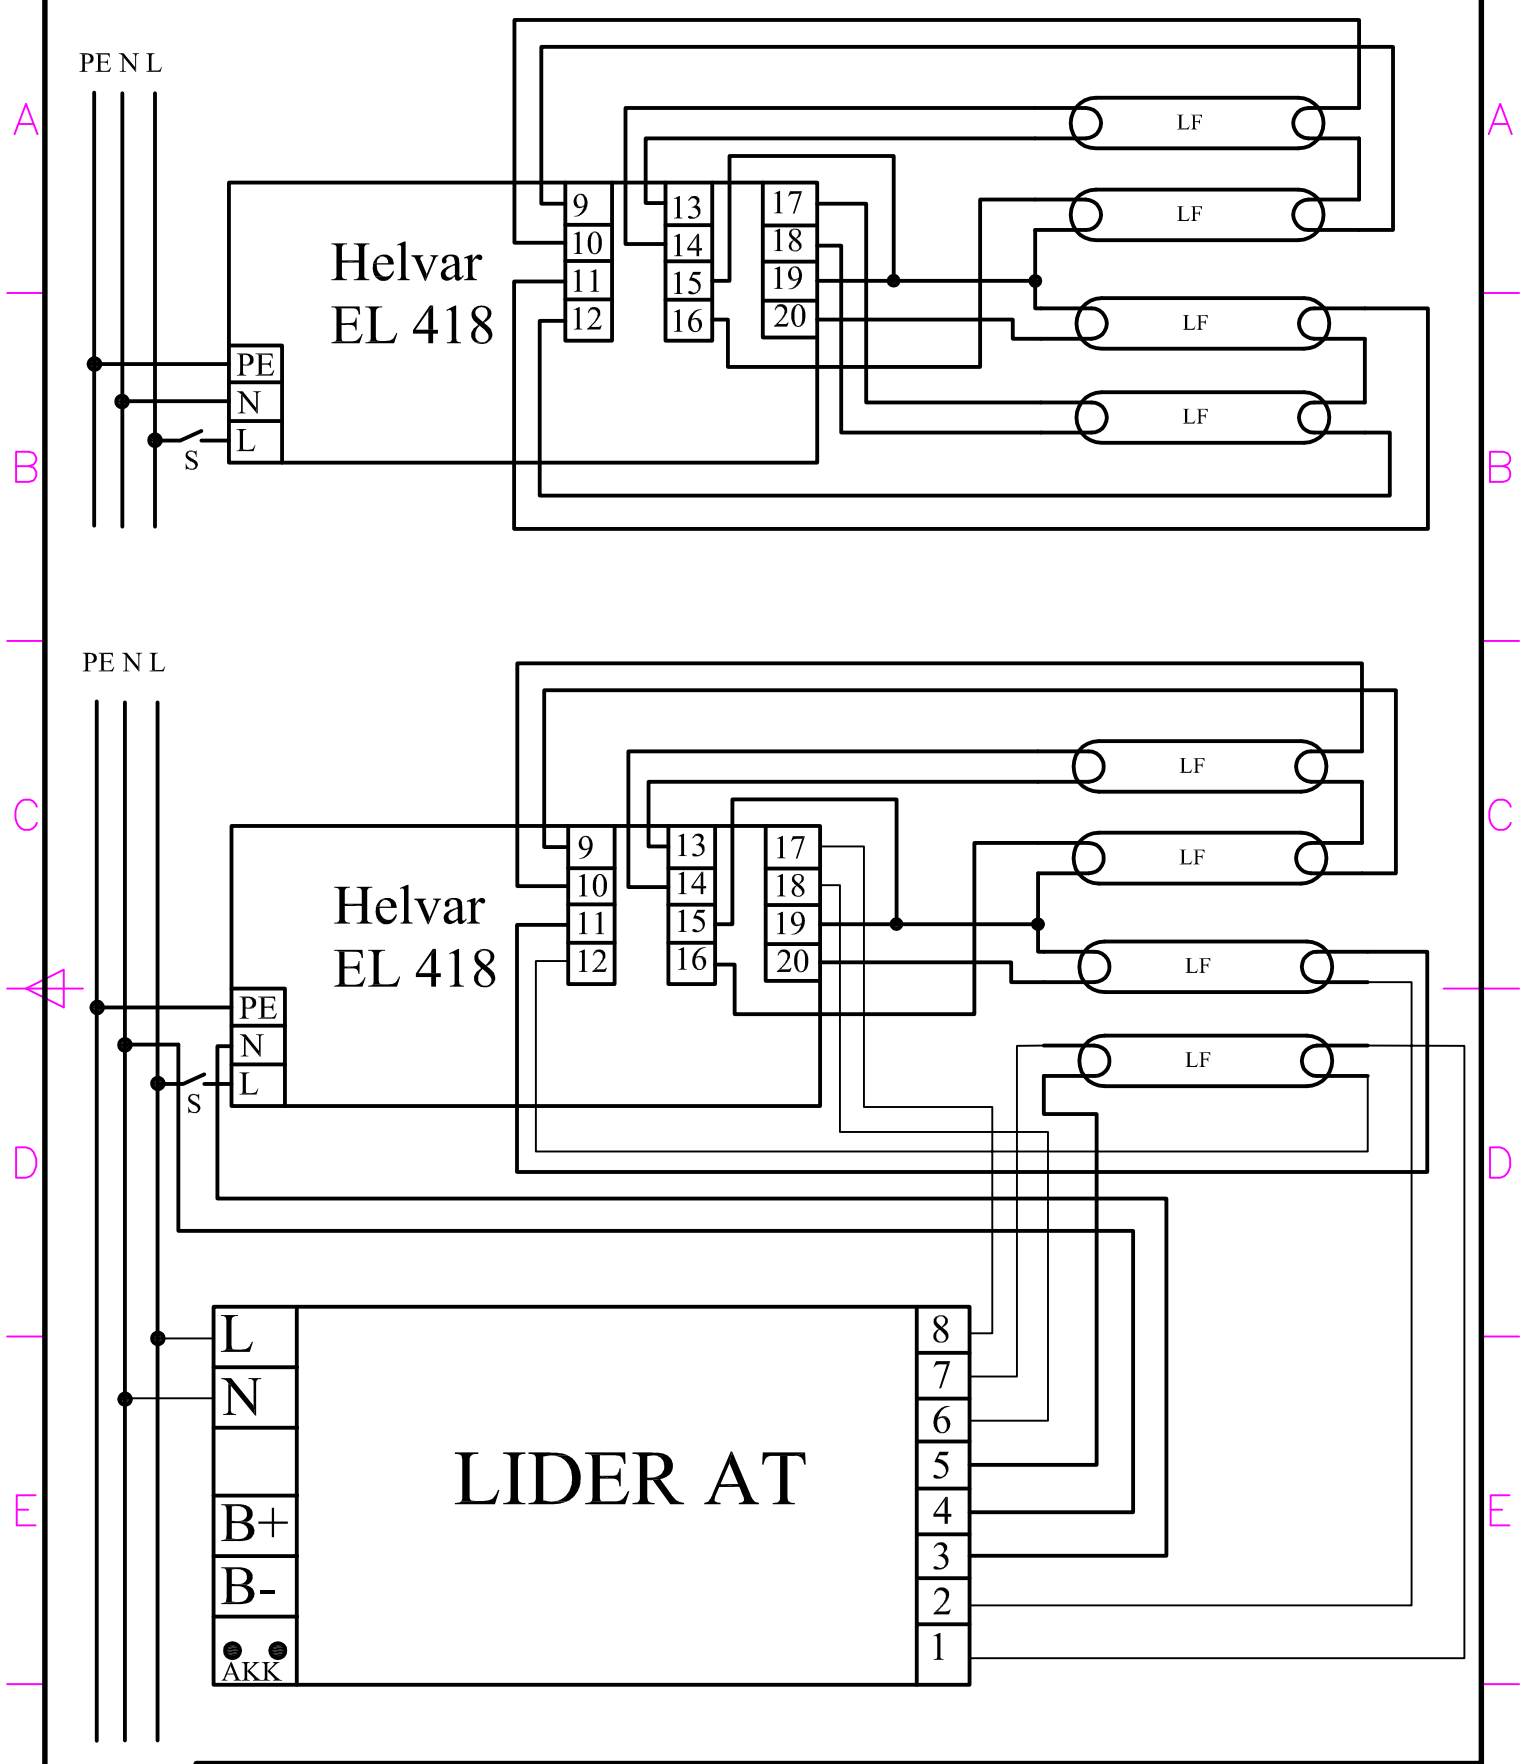 PE N L
A
A
LF
LF
LF
LF
Helvar
EL 418
9
10
11
12
13
14
15
16
17
18
19
20
PE
N
L
S
B
B
PE N L
C
C
LF
LF
LF
LF
Helvar
EL 418
9
10
11
12
13
14
15
16
17
18
19
20
PE
N
L
S
D
D
L
N
B+
B-
AKK
LIDER AT
8
7
6
5
4
3
2
1
E
E